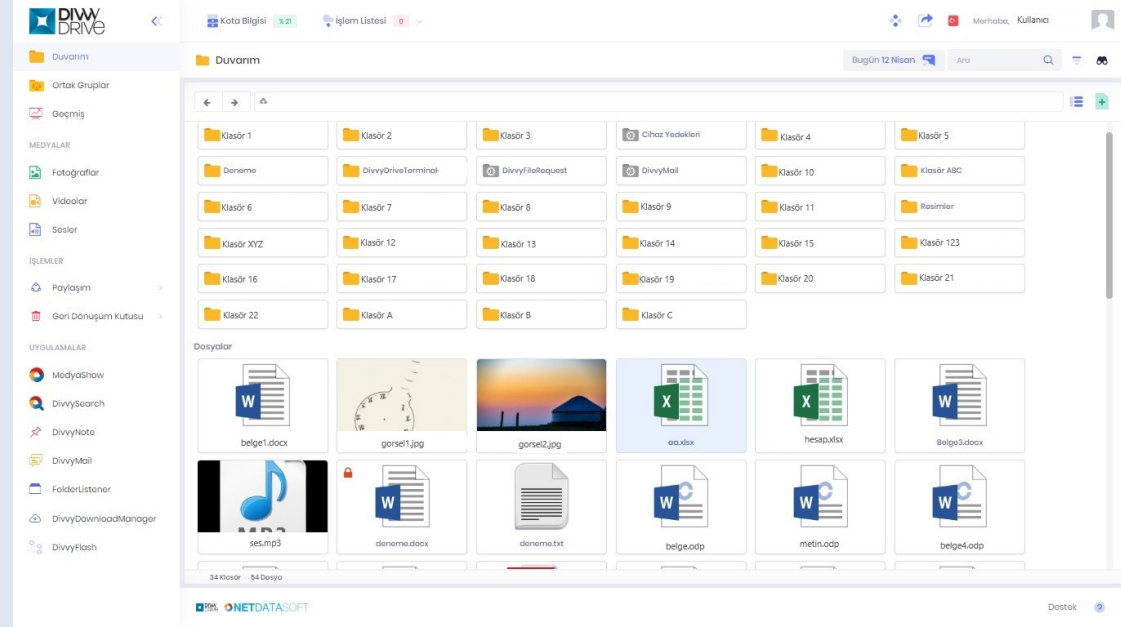 DIVVY DRIVE
Kota Bilgisi % 21 İşlem Listesi 0
Merhaba, Kullanıcı
Duvarım
Ortak Gruplar
Geçmiş
MEDYALAR
Fotoğraflar
Videolar
Sesler
İŞLEMLER
Paylaşım
Geri Dönüşüm Kutusu
UYGULAMALAR
MedyaShow
DivvySearch
DivvyNote
DivvyMail
FolderListener
DivvyDownloadManager
DivvyFlash
Duvarım
Bugün 12 Nisan
Ara
Klasör 1 Klasör 2 Klasör 3 Cihaz Yedekleri Klasör 4 Klasör 5
Deneme DivvyDriveTerminal- DivvyFileRequest DivvyMail Klasör 10 Klasör ABC
Klasör 6 Klasör 7 Klasör 8 Klasör 9 Klasör 11 Resimler
Klasör XYZ Klasör 12 Klasör 13 Klasör 14 Klasör 15 Klasör 123
Klasör 16 Klasör 17 Klasör 18 Klasör 19 Klasör 20 Klasör 21
Klasör 22 Klasör A Klasör B Klasör C
Dosyalar
belge1.docx gorsel1.jpg gorsel2.jpg aa.xlsx hesap.xlsx Belge3.docx
ses.mp3 deneme.docx deneme.txt belge.odp metin.odp belge4.odp
34 Klasör 54 Dosya
NETDATASOFT
Destek